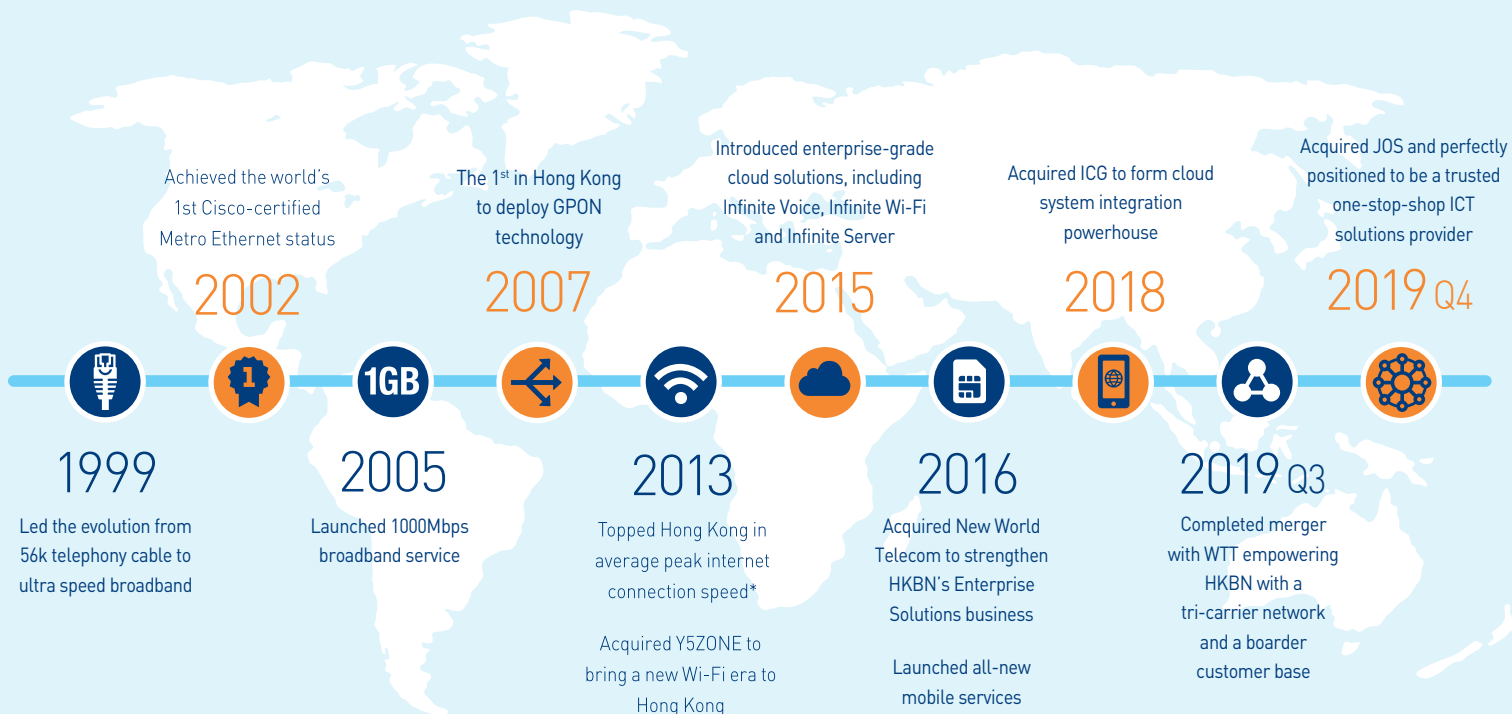 Achieved the world's
1st Cisco-certified
Metro Ethernet status
2002
The 1st in Hong Kong
to deploy GPON
technology
2007
Introduced enterprise-grade
cloud solutions, including
Infinite Voice, Infinite Wi-Fi
and Infinite Server
2015
Acquired ICG to form cloud
system integration
powerhouse
2018
Acquired JOS and perfectly
positioned to be a trusted
one-stop-shop ICT
solutions provider
2019 Q4
1
1GB
1999
Led the evolution from
56k telephony cable to
ultra speed broadband
2005
Launched 1000Mbps
broadband service
2013
Topped Hong Kong in
average peak internet
connection speed*
Acquired Y5ZONE to
bring a new Wi-Fi era to
Hong Kong
2016
Acquired New World
Telecom to strengthen
HKBN's Enterprise
Solutions business
Launched all-new
mobile services
2019 Q3
Completed merger
with WTT empowering
HKBN with a
tri-carrier network
and a boarder
customer base